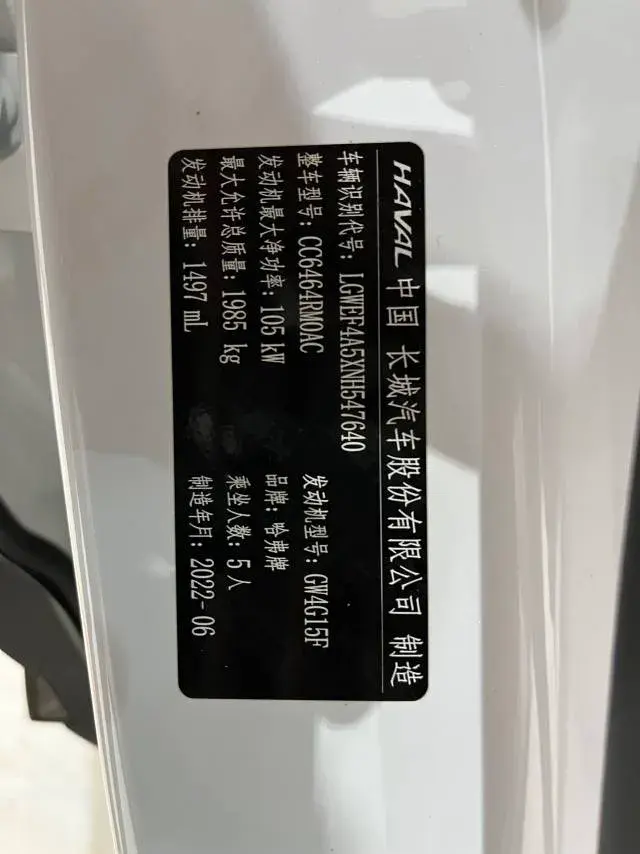 HAVAL 中国 长城汽车股份有限公司 制造
车辆识别代号: LGWEF4A5XNH547640
整车型号: CC6464RM0AC 发动机型号: GW4G15F
发动机最大净功率: 105 kW 品牌: 哈弗牌
最大允许总质量: 1985 kg 乘坐人数: 5 人
发动机排量: 1497 mL 制造年月: 2022-06